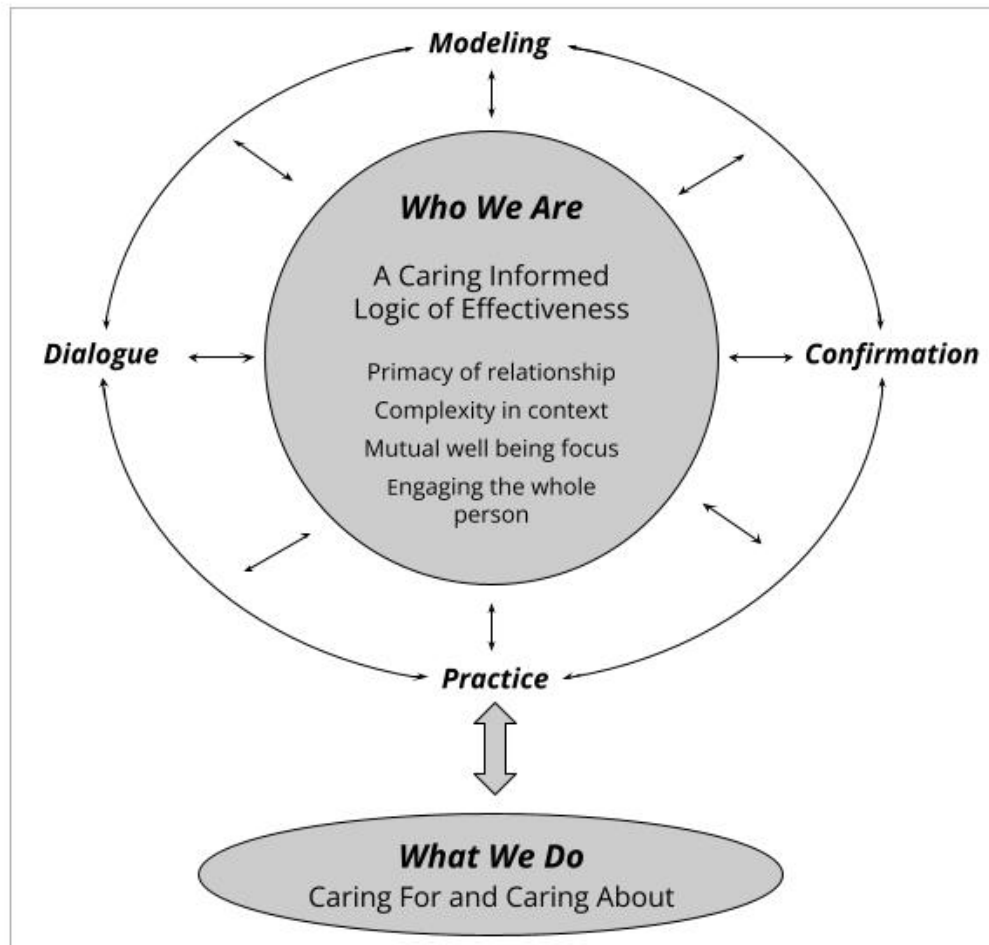 Modeling
Who We Are
A Caring Informed
Logic of Effectiveness
Dialogue
Confirmation
Primacy of relationship
Complexity in context
Mutual well being focus
Engaging the whole
person
Practice
What We Do
Caring For and Caring About